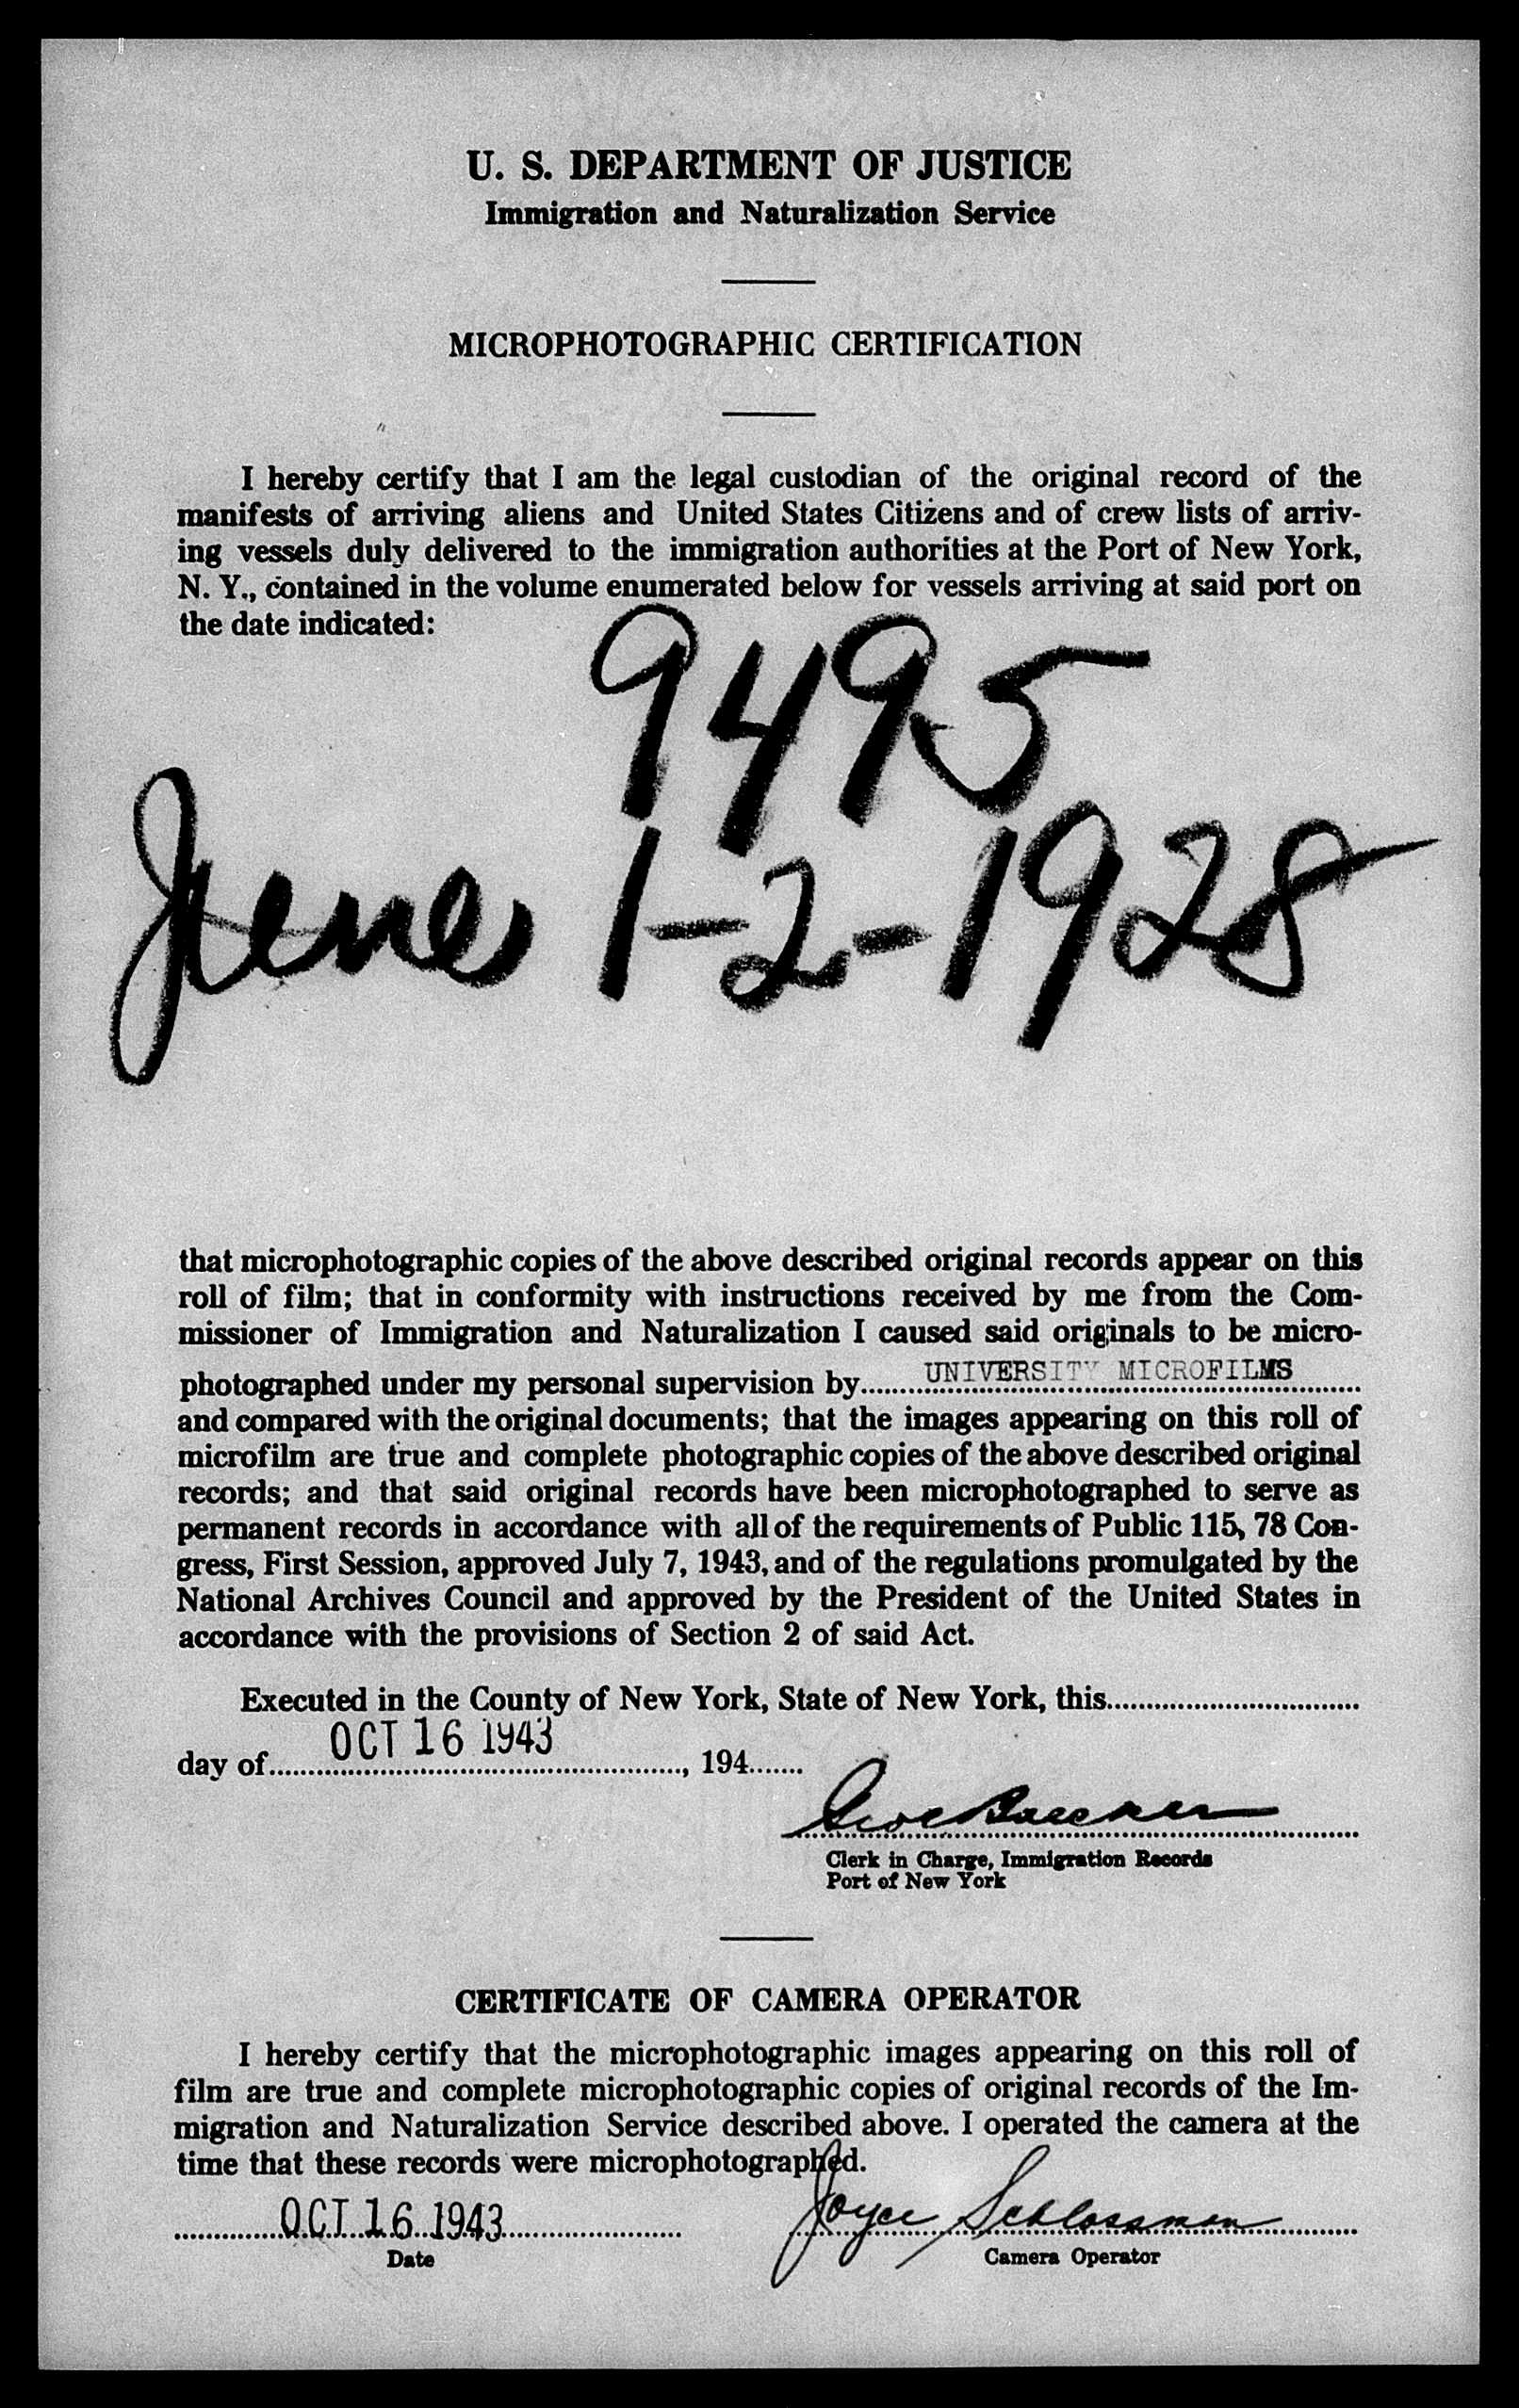 U. S. DEPARTMENT OF JUSTICE
Immigration and Naturalization Service
MICROPHOTOGRAPHIC CERTIFICATION
I hereby certify that I am the legal custodian of the original record of the
manifests of arriving aliens and United States Citizens and of crew lists of arriv-
ing vessels duly delivered to the immigration authorities at the Port of New York,
N. Y., contained in the volume enumerated below for vessels arriving at said port on
the date indicated:
9495
June 1-2-1928
that microphotographic copies of the above described original records appear on this
roll of film; that in conformity with instructions received by me from the Com-
missioner of Immigration and Naturalization I caused said originals to be micro-
photographed under my personal supervision by UNIVERSITY MICROFILMS
and compared with the original documents; that the images appearing on this roll of
microfilm are true and complete photographic copies of the above described original
records; and that said original records have been microphotographed to serve as
permanent records in accordance with all of the requirements of Public 115, 78 Con-
gress, First Session, approved July 7, 1943, and of the regulations promulgated by the
National Archives Council and approved by the President of the United States in
accordance with the provisions of Section 2 of said Act.
Executed in the County of New York, State of New York, this
day of OCT 16 1943, 194
Clerk in Charge, Immigration Records
Port of New York
CERTIFICATE OF CAMERA OPERATOR
I hereby certify that the microphotographic images appearing on this roll of
film are true and complete microphotographic copies of original records of the Im-
migration and Naturalization Service described above. I operated the camera at the
time that these records were microphotographed.
OCT 16 1943 Joyce Schlossman
Date Camera Operator